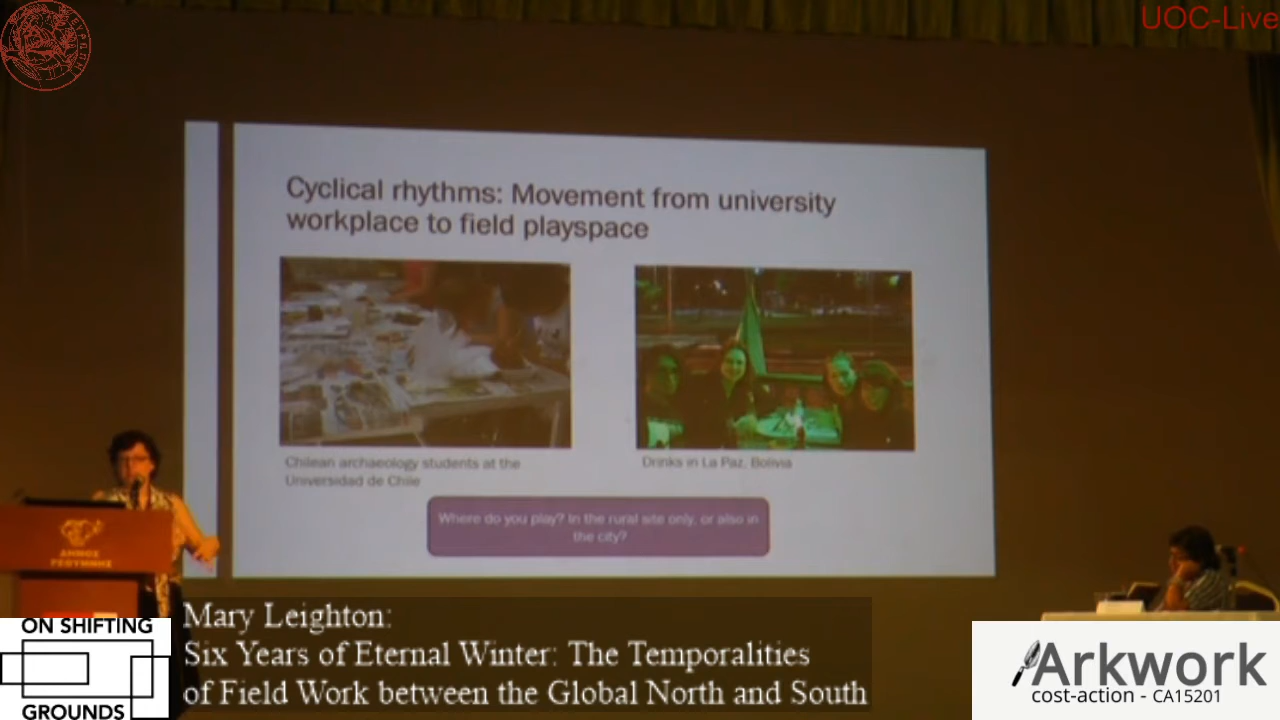 UOC-Live
Cyclical rhythms: Movement from university
workplace to field playspace
Chilean archaeology students at the
Universidad de Chile
Drinks in La Paz, Bolivia
Where do you play? In the rural site only, or also in
the city?
ΔΗΜΟΣ
ΡΕΘΥΜΝΗΣ
ON SHIFTING
GROUNDS
Mary Leighton:
Six Years of Eternal Winter: The Temporalities
of Field Work between the Global North and South
Arkwork
cost-action - CA15201